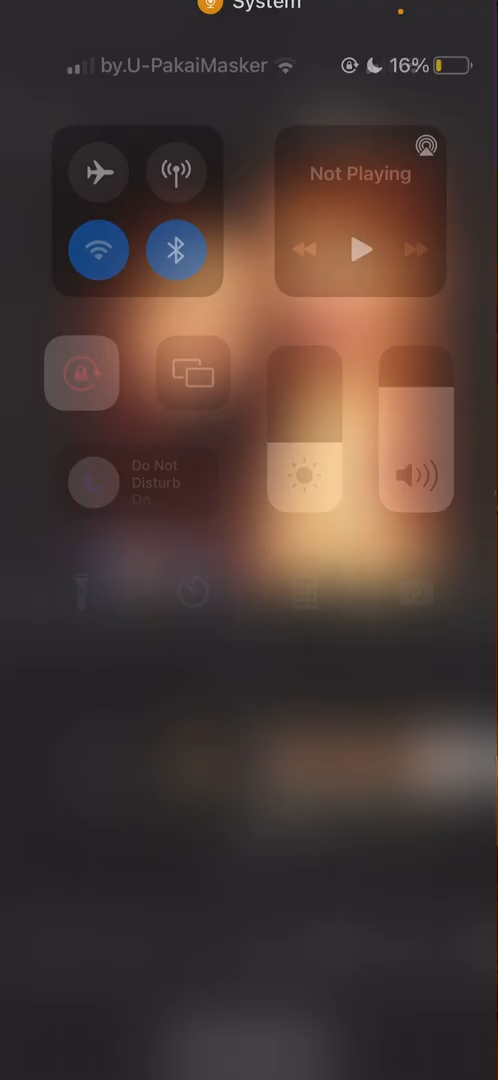 System
by.U-PakaiMasker
16%
Not Playing
Do Not
Disturb
On